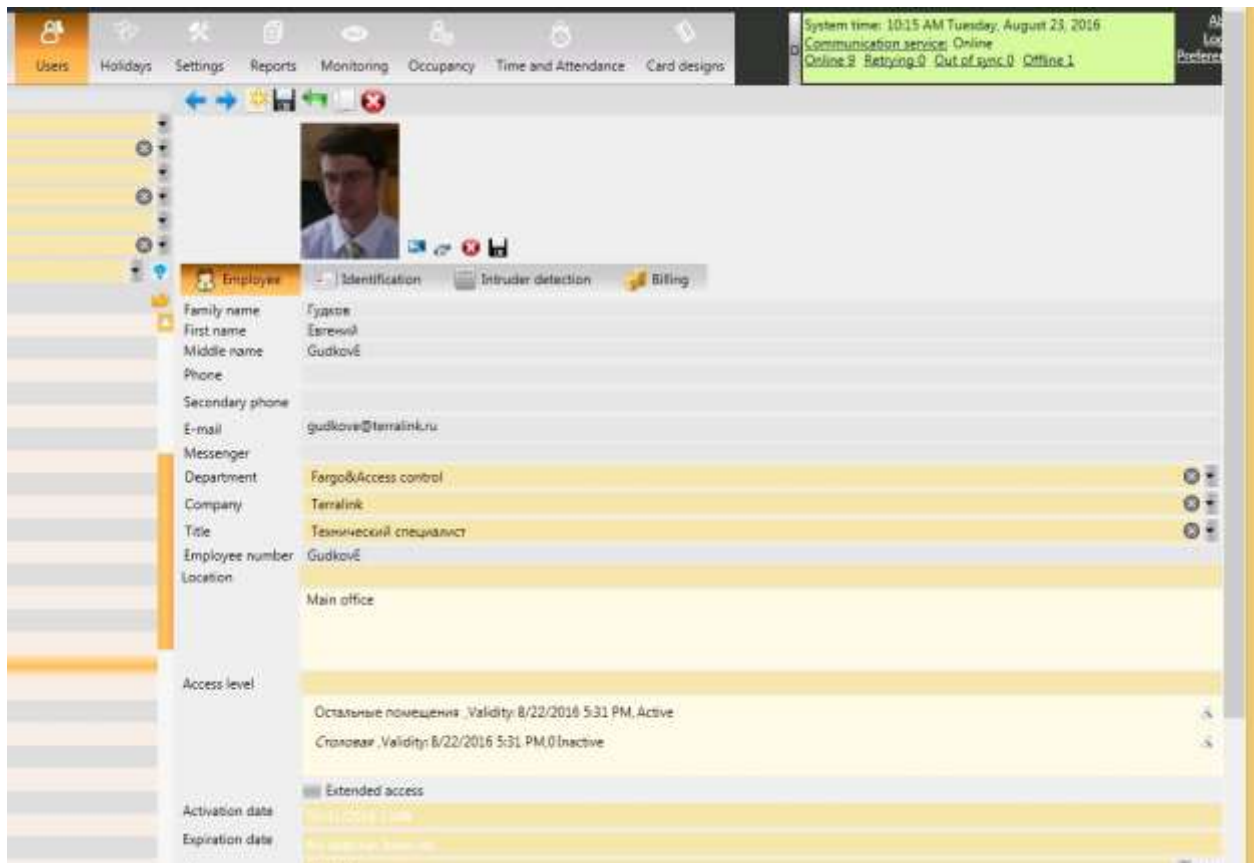 System time: 10:15 AM Tuesday, August 23, 2016
Communication service: Online
Online 9 Retrying 0 Out of sync 0 Offline 1
Users Holidays Settings Reports Monitoring Occupancy Time and Attendance Card designs
Employee Identification Intruder detection Billing
Family name Гудков
First name Евгений
Middle name GudkovE
Phone
Secondary phone
E-mail gudkove@terralink.ru
Messenger
Department Fargo&Access control
Company Terralink
Title Технический специалист
Employee number GudkovE
Location
Main office
Access level
Остальные помещения ,Validity: 8/22/2016 5:31 PM, Active
Столовая ,Validity: 8/22/2016 5:31 PM,0 Inactive
Extended access
Activation date
Expiration date